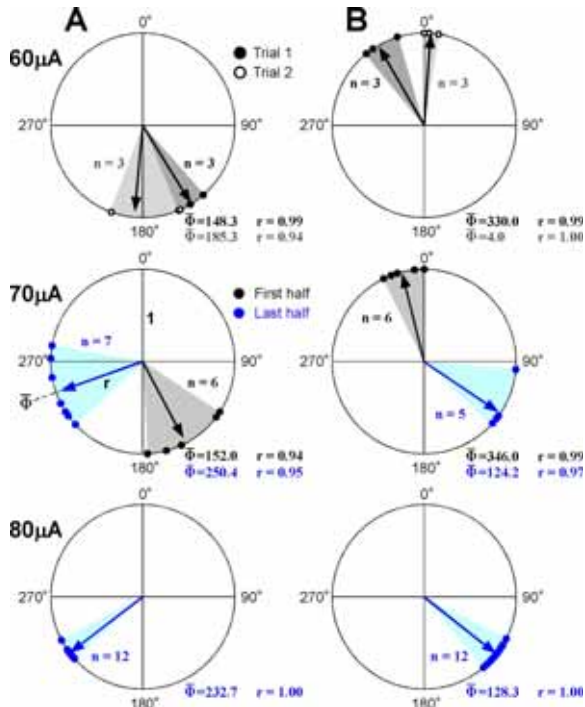 A
B
60µA
0°
● Trial 1
○ Trial 2
270°
90°
n = 3
n = 3
180°
Φ̄=148.3 r = 0.99
Φ̄=185.3 r = 0.94
0°
270°
90°
n=3
n=3
180°
Φ̄=330.0 r = 0.99
Φ̄=4.0 r = 1.00
70µA
0°
● First half
● Last half
1
n = 7
270°
90°
r
n = 6
Φ̄
180°
Φ̄=152.0 r = 0.94
Φ̄=250.4 r = 0.95
0°
270°
90°
n = 6
n = 5
180°
Φ̄=346.0 r = 0.99
Φ̄=124.2 r = 0.97
80µA
0°
270°
90°
n = 12
180°
Φ̄=232.7 r = 1.00
0°
270°
90°
n = 12
180°
Φ̄=128.3 r = 1.00